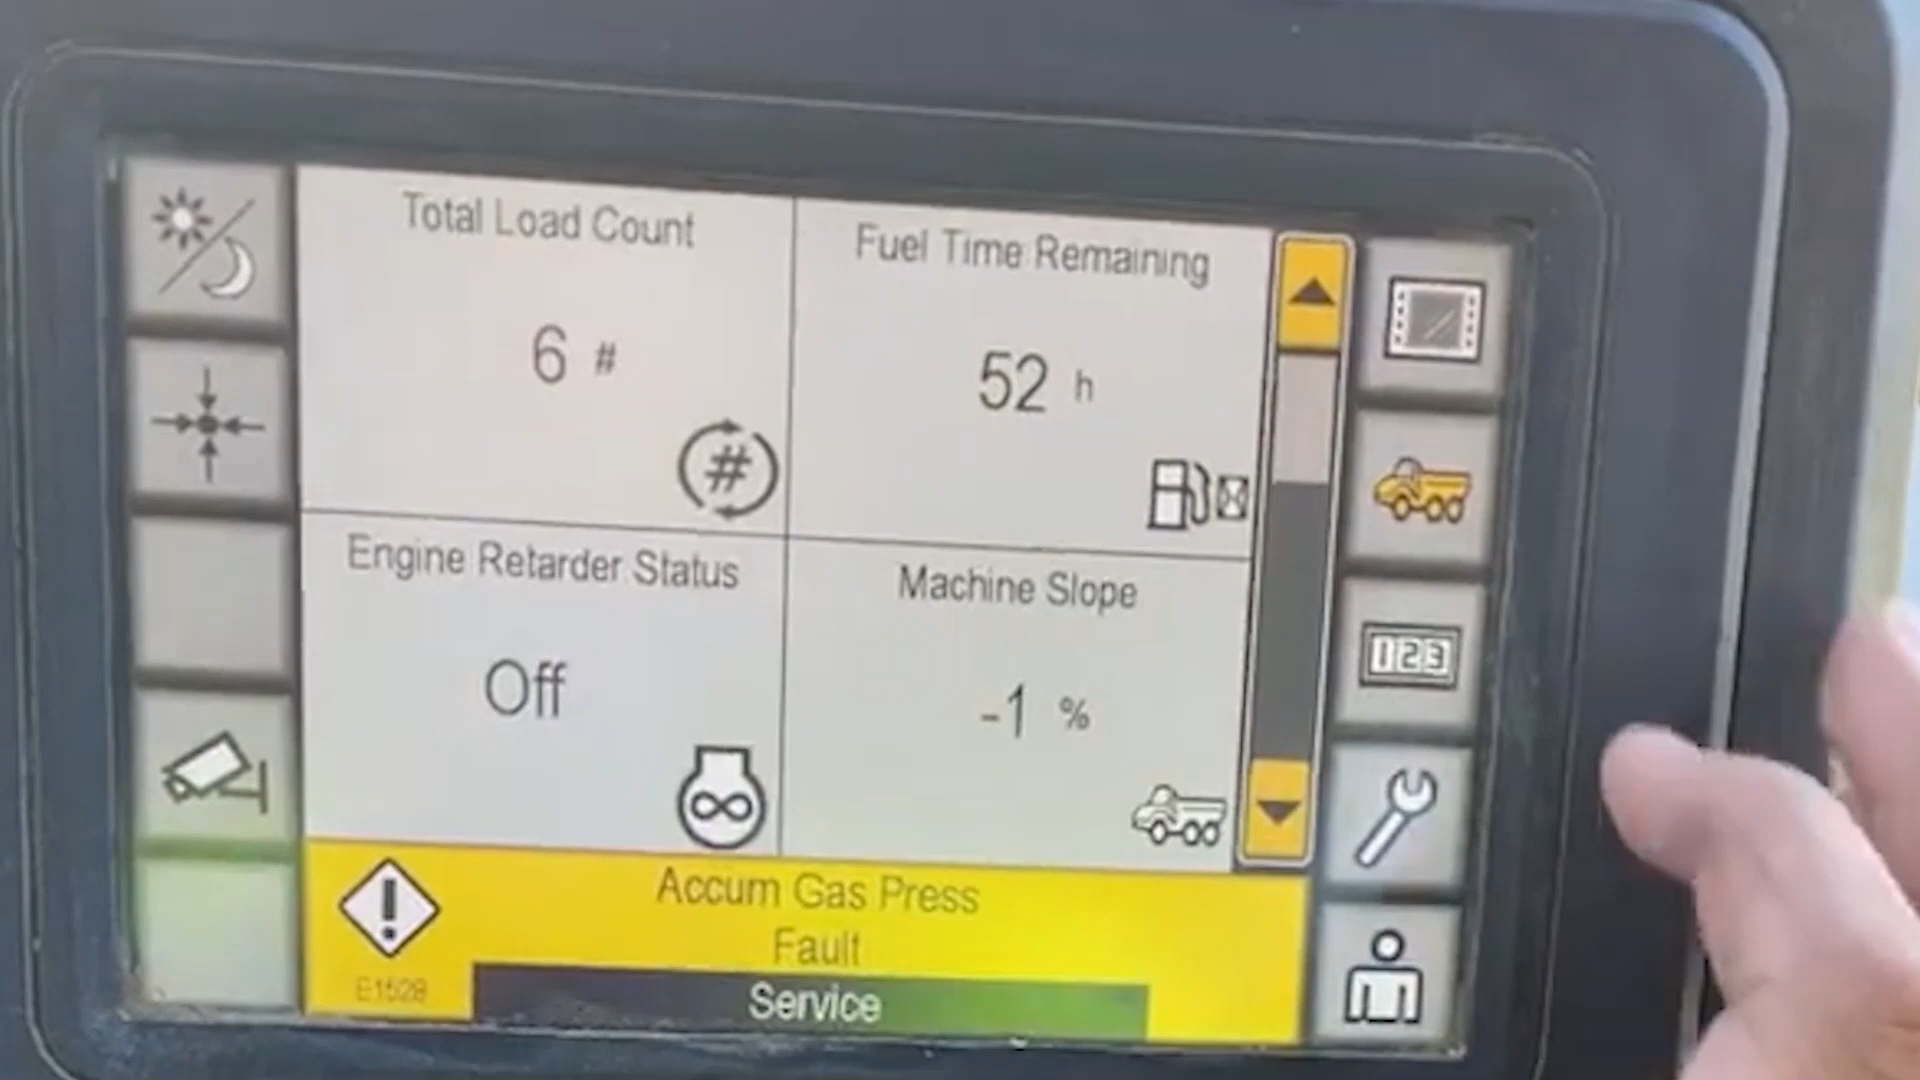 Total Load Count
6 #
#
Fuel Time Remaining
52 h
Engine Retarder Status
Off
Machine Slope
-1 %
123
Accum Gas Press
Fault
E1528
Service